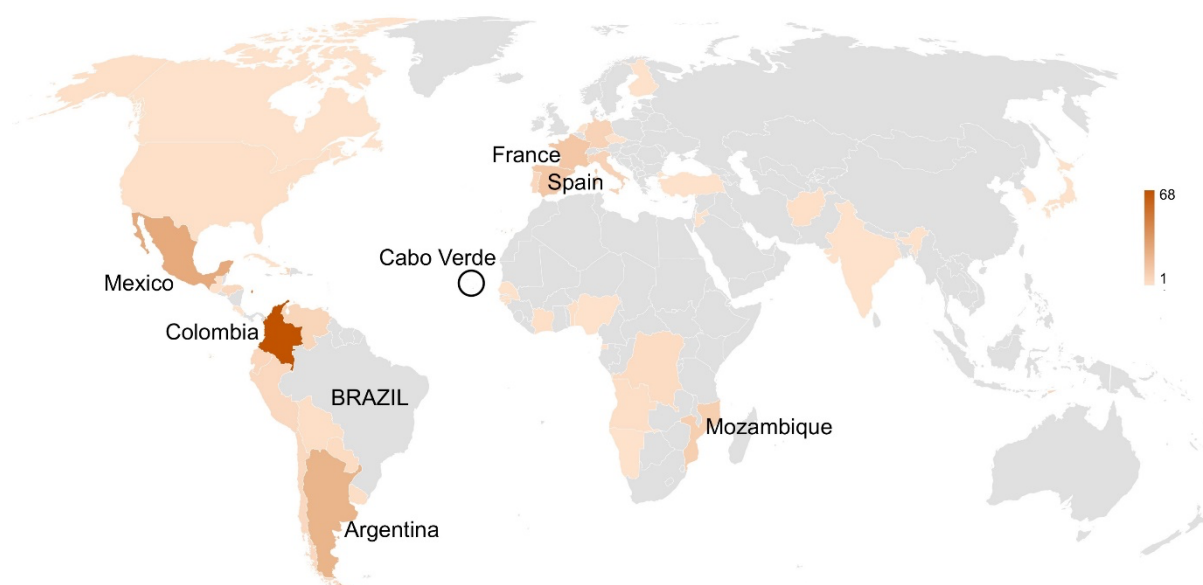 France
Spain
68
Cabo Verde
1
Mexico
Colombia
BRAZIL
Mozambique
Argentina